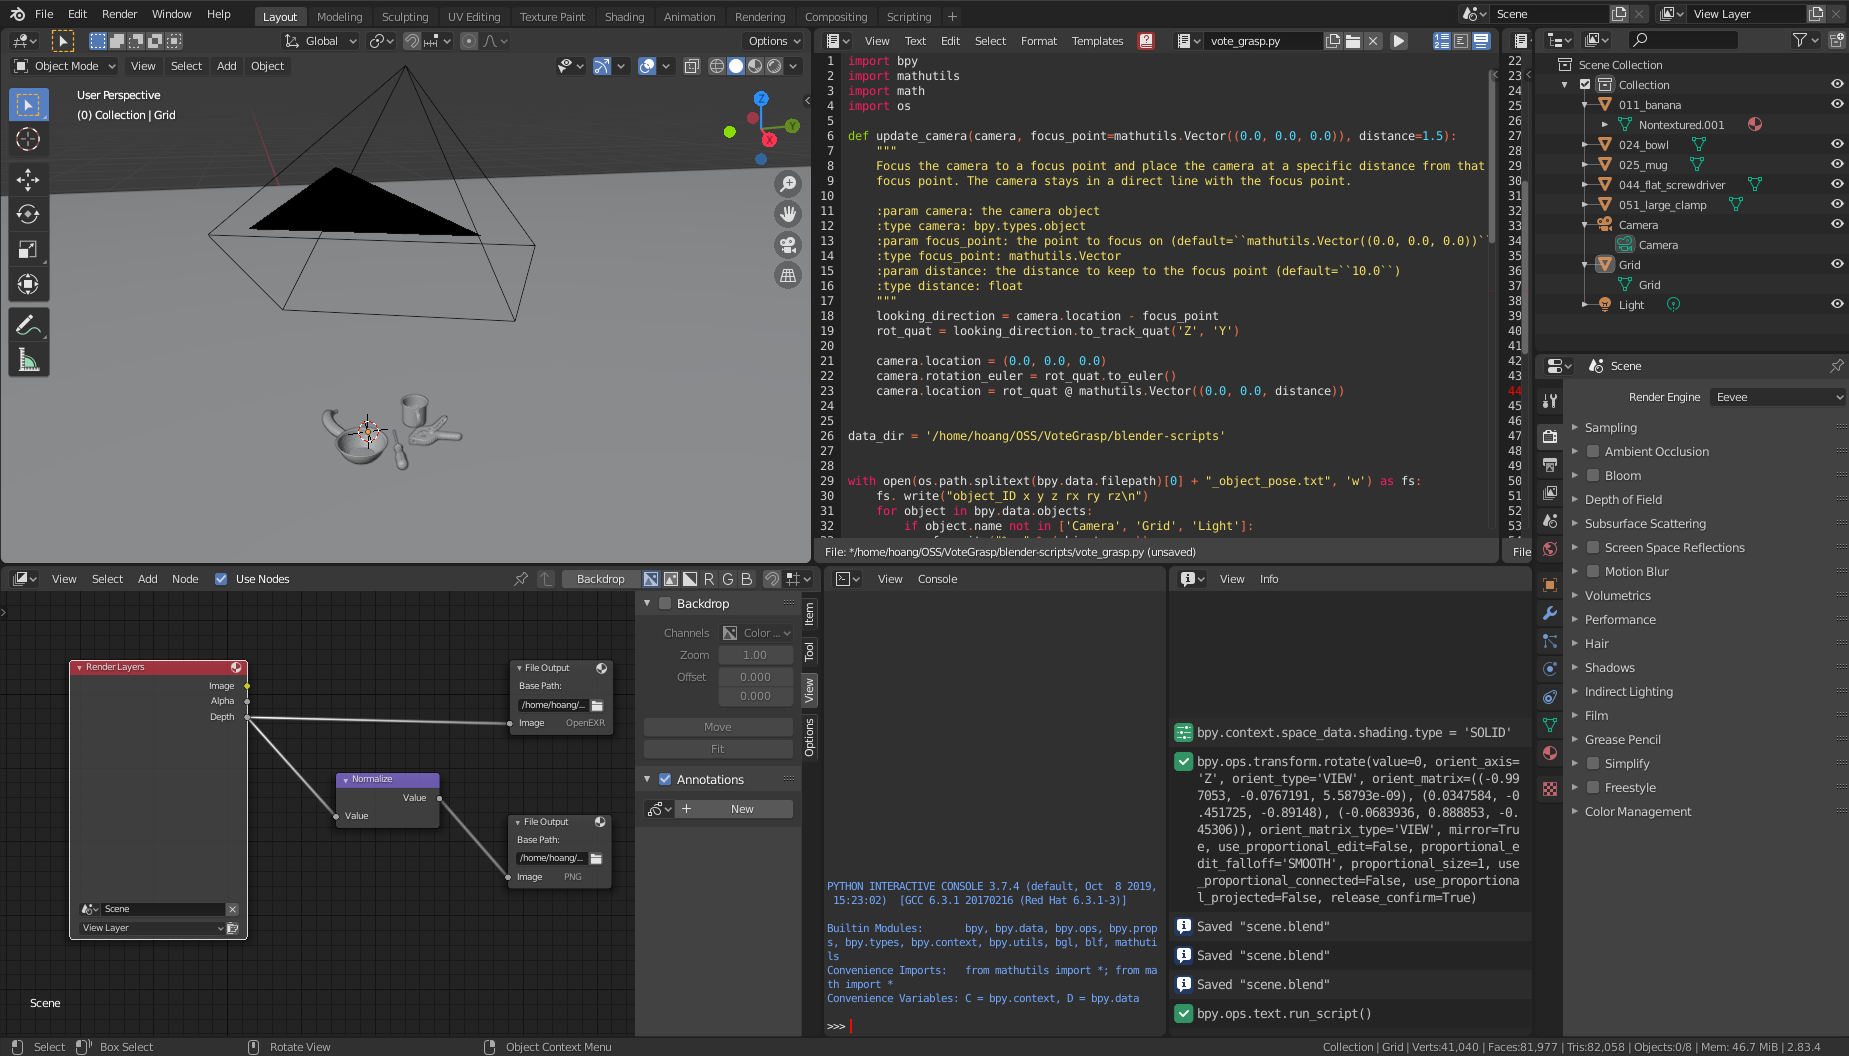 File Edit Render Window Help
Layout Modeling Sculpting UV Editing Texture Paint Shading Animation Rendering Compositing Scripting +
Scene
View Layer
Global
Options
Object Mode View Select Add Object
User Perspective
(0) Collection | Grid
Z
Y
X
View Text Edit Select Format Templates
vote_grasp.py
1 import bpy
2 import mathutils
3 import math
4 import os
5
6 def update_camera(camera, focus_point=mathutils.Vector((0.0, 0.0, 0.0)), distance=1.5):
7 """
8 Focus the camera to a focus point and place the camera at a specific distance from that
9 focus point. The camera stays in a direct line with the focus point.
10
11 :param camera: the camera object
12 :type camera: bpy.types.object
13 :param focus_point: the point to focus on (default=``mathutils.Vector((0.0, 0.0, 0.0))``
14 :type focus_point: mathutils.Vector
15 :param distance: the distance to keep to the focus point (default=``10.0``)
16 :type distance: float
17 """
18 looking_direction = camera.location - focus_point
19 rot_quat = looking_direction.to_track_quat('Z', 'Y')
20
21 camera.location = (0.0, 0.0, 0.0)
22 camera.rotation_euler = rot_quat.to_euler()
23 camera.location = rot_quat @ mathutils.Vector((0.0, 0.0, distance))
24
25
26 data_dir = '/home/hoang/OSS/VoteGrasp/blender-scripts'
27
28
29 with open(os.path.splitext(bpy.data.filepath)[0] + "_object_pose.txt", 'w') as fs:
30 fs. write("object_ID x y z rx ry rz\n")
31 for object in bpy.data.objects:
32 if object.name not in ['Camera', 'Grid', 'Light']:
File: */home/hoang/OSS/VoteGrasp/blender-scripts/vote_grasp.py (unsaved)
22
23
24
25
26
27
28
29
30
31
32
33
34
35
36
37
38
39
40
41
42
43
44
45
46
47
48
49
50
51
52
53
File
Scene Collection
Collection
011_banana
Nontextured.001
024_bowl
025_mug
044_flat_screwdriver
051_large_clamp
Camera
Camera
Grid
Grid
Light
Scene
Render Engine Eevee
Sampling
Ambient Occlusion
Bloom
Depth of Field
Subsurface Scattering
Screen Space Reflections
Motion Blur
Volumetrics
Performance
Hair
Shadows
Indirect Lighting
Film
Grease Pencil
Simplify
Freestyle
Color Management
View Select Add Node Use Nodes
Backdrop
R G B
Render Layers
Image
Alpha
Depth
Scene
View Layer
File Output
Base Path:
/home/hoang/...
Image OpenEXR
Normalize
Value
Value
File Output
Base Path:
/home/hoang/...
Image PNG
Scene
Backdrop
Channels Color ...
Zoom 1.00
Offset 0.000
0.000
Move
Fit
Annotations
+ New
Item
Tool
View
Options
View Console
PYTHON INTERACTIVE CONSOLE 3.7.4 (default, Oct  8 2019,
15:23:02)  [GCC 6.3.1 20170216 (Red Hat 6.3.1-3)]
Builtin Modules: bpy, bpy.data, bpy.ops, bpy.prop
s, bpy.types, bpy.context, bpy.utils, bgl, blf, mathuti
ls
Convenience Imports: from mathutils import *; from ma
th import *
Convenience Variables: C = bpy.context, D = bpy.data
>>>
View Info
bpy.context.space_data.shading.type = 'SOLID'
bpy.ops.transform.rotate(value=0, orient_axis=
'Z', orient_type='VIEW', orient_matrix=((-0.99
7053, -0.0767191, 5.58793e-09), (0.0347584, -0
.451725, -0.89148), (-0.0683936, 0.888853, -0.
45306)), orient_matrix_type='VIEW', mirror=Tru
e, use_proportional_edit=False, proportional_e
dit_falloff='SMOOTH', proportional_size=1, use
_proportional_connected=False, use_proportiona
l_projected=False, release_confirm=True)
Saved "scene.blend"
Saved "scene.blend"
Saved "scene.blend"
bpy.ops.text.run_script()
Select Box Select Rotate View Object Context Menu
Collection | Grid | Verts:41,040 | Faces:81,977 | Tris:82,058 | Objects:0/8 | Mem: 46.7 MiB | 2.83.4